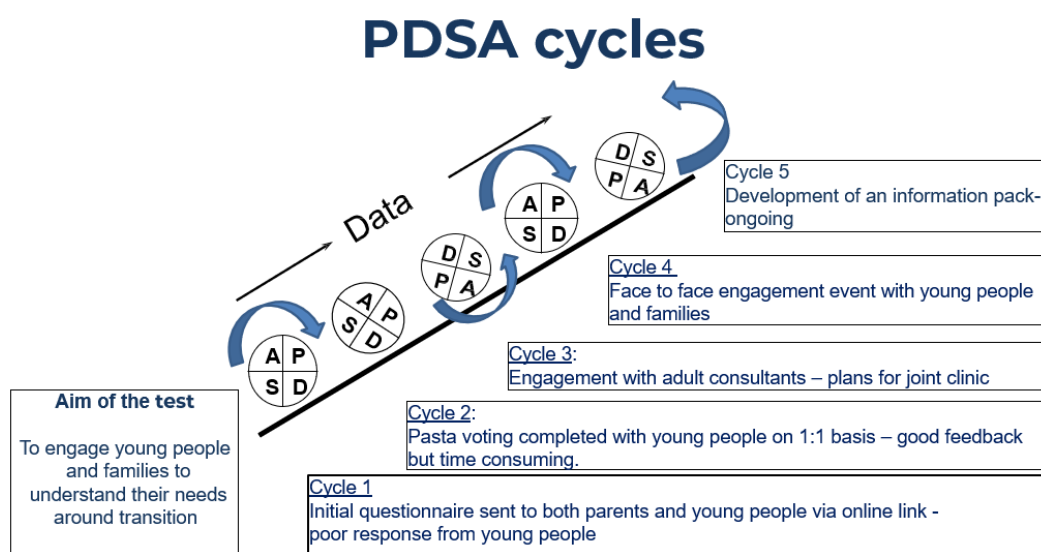 PDSA cycles
Data
A P
S D
A P
S D
D S
P A
A P
S D
D S
P A
Cycle 5
Development of an information pack-
ongoing
Cycle 4
Face to face engagement event with young people
and families
Cycle 3:
Engagement with adult consultants – plans for joint clinic
Cycle 2:
Pasta voting completed with young people on 1:1 basis – good feedback
but time consuming.
Cycle 1
Initial questionnaire sent to both parents and young people via online link -
poor response from young people
Aim of the test
To engage young people
and families to
understand their needs
around transition